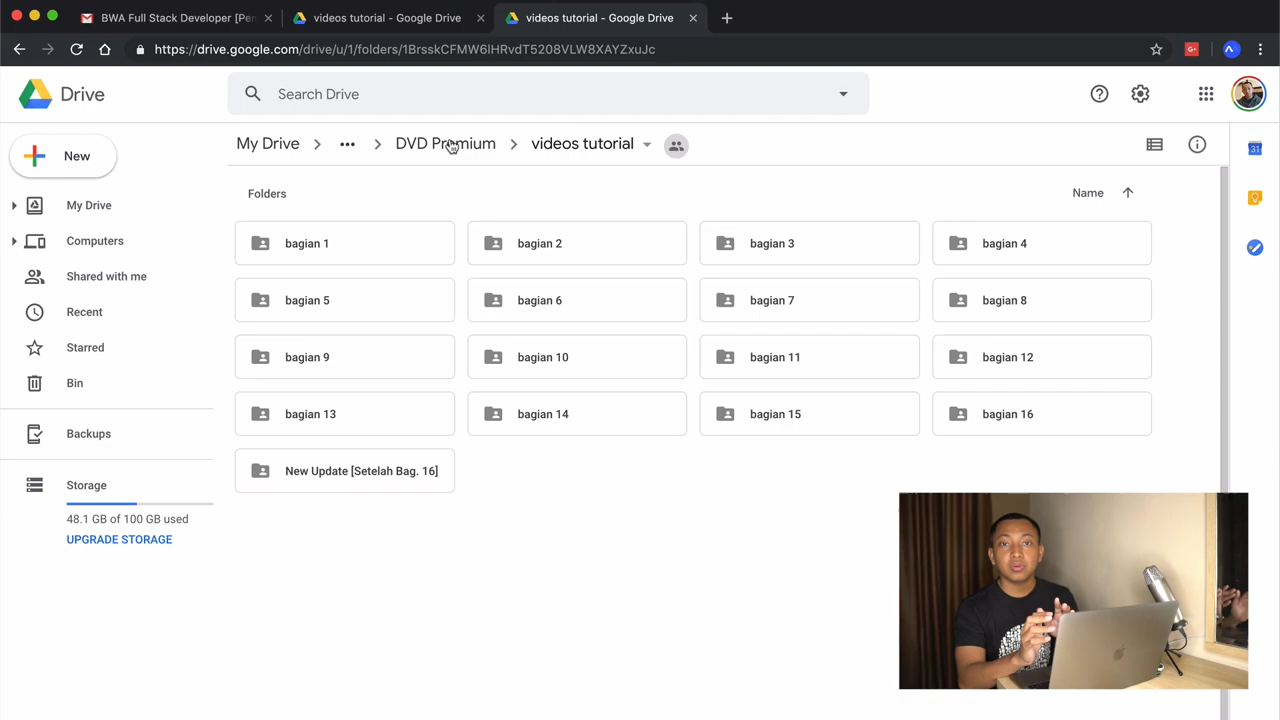 BWA Full Stack Developer [Per
videos tutorial - Google Drive
videos tutorial - Google Drive
https://drive.google.com/drive/u/1/folders/1BrsskCFMW6lHRvdT5208VLW8XAYZxuJc
Drive
Search Drive
New
My Drive
DVD Premium
videos tutorial
My Drive
Computers
Shared with me
Recent
Starred
Bin
Backups
Storage
48.1 GB of 100 GB used
UPGRADE STORAGE
Folders
Name
bagian 1
bagian 2
bagian 3
bagian 4
bagian 5
bagian 6
bagian 7
bagian 8
bagian 9
bagian 10
bagian 11
bagian 12
bagian 13
bagian 14
bagian 15
bagian 16
New Update [Setelah Bag. 16]
31